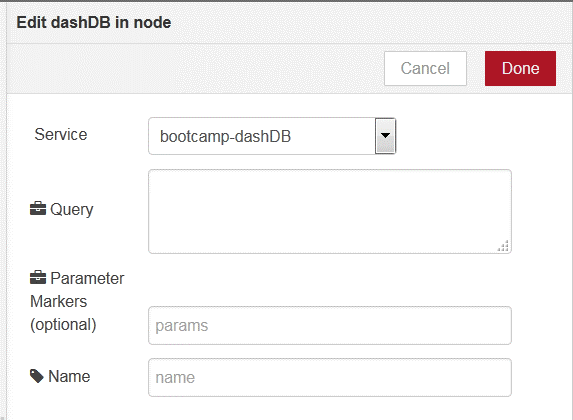 Edit dashDB in node
Cancel
Done
Service
bootcamp-dashDB
Query
Parameter
Markers
(optional)
params
Name
name